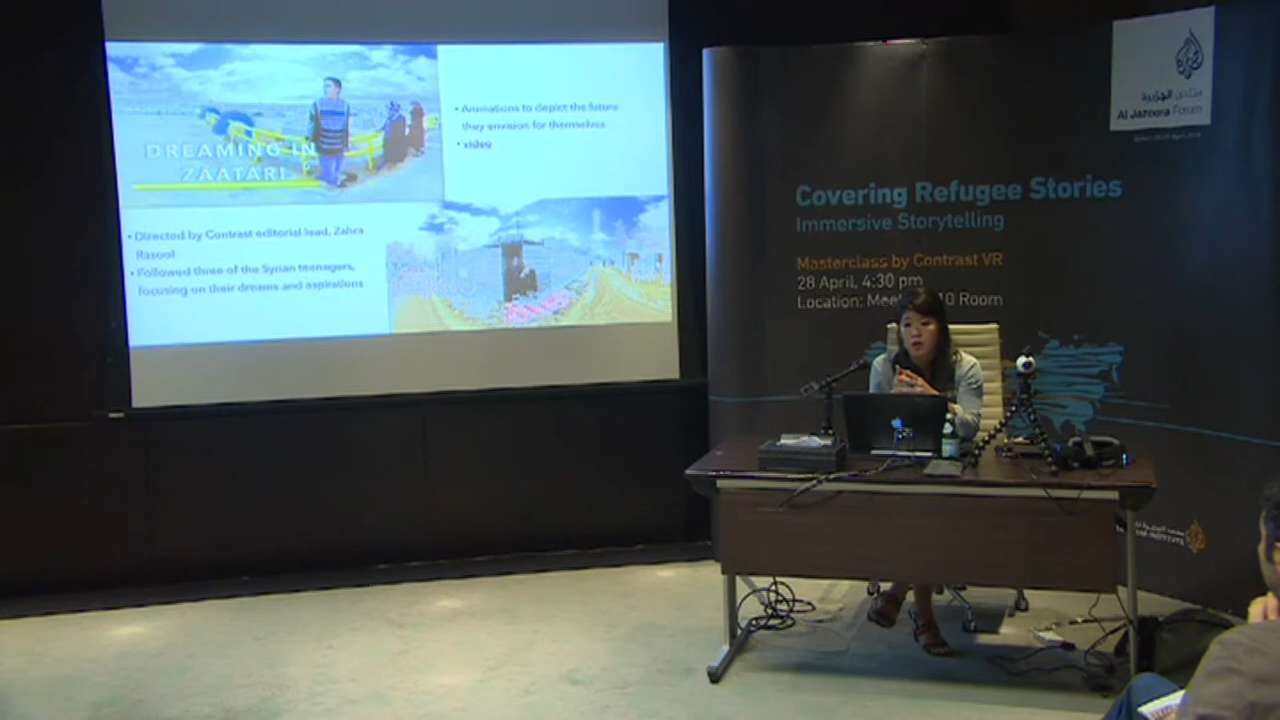 DREAMING IN
ZAATARI
• Animations to depict the future
they envision for themselves
• video
• Directed by Contrast editorial lead, Zahra
Rasool
• Followed three of the Syrian teenagers,
focusing on their dreams and aspirations
منتدى الجزيرة
Al Jazeera Forum
Covering Refugee Stories
Immersive Storytelling
Masterclass by Contrast VR
28 April, 4:30 pm
Location: 10 Room